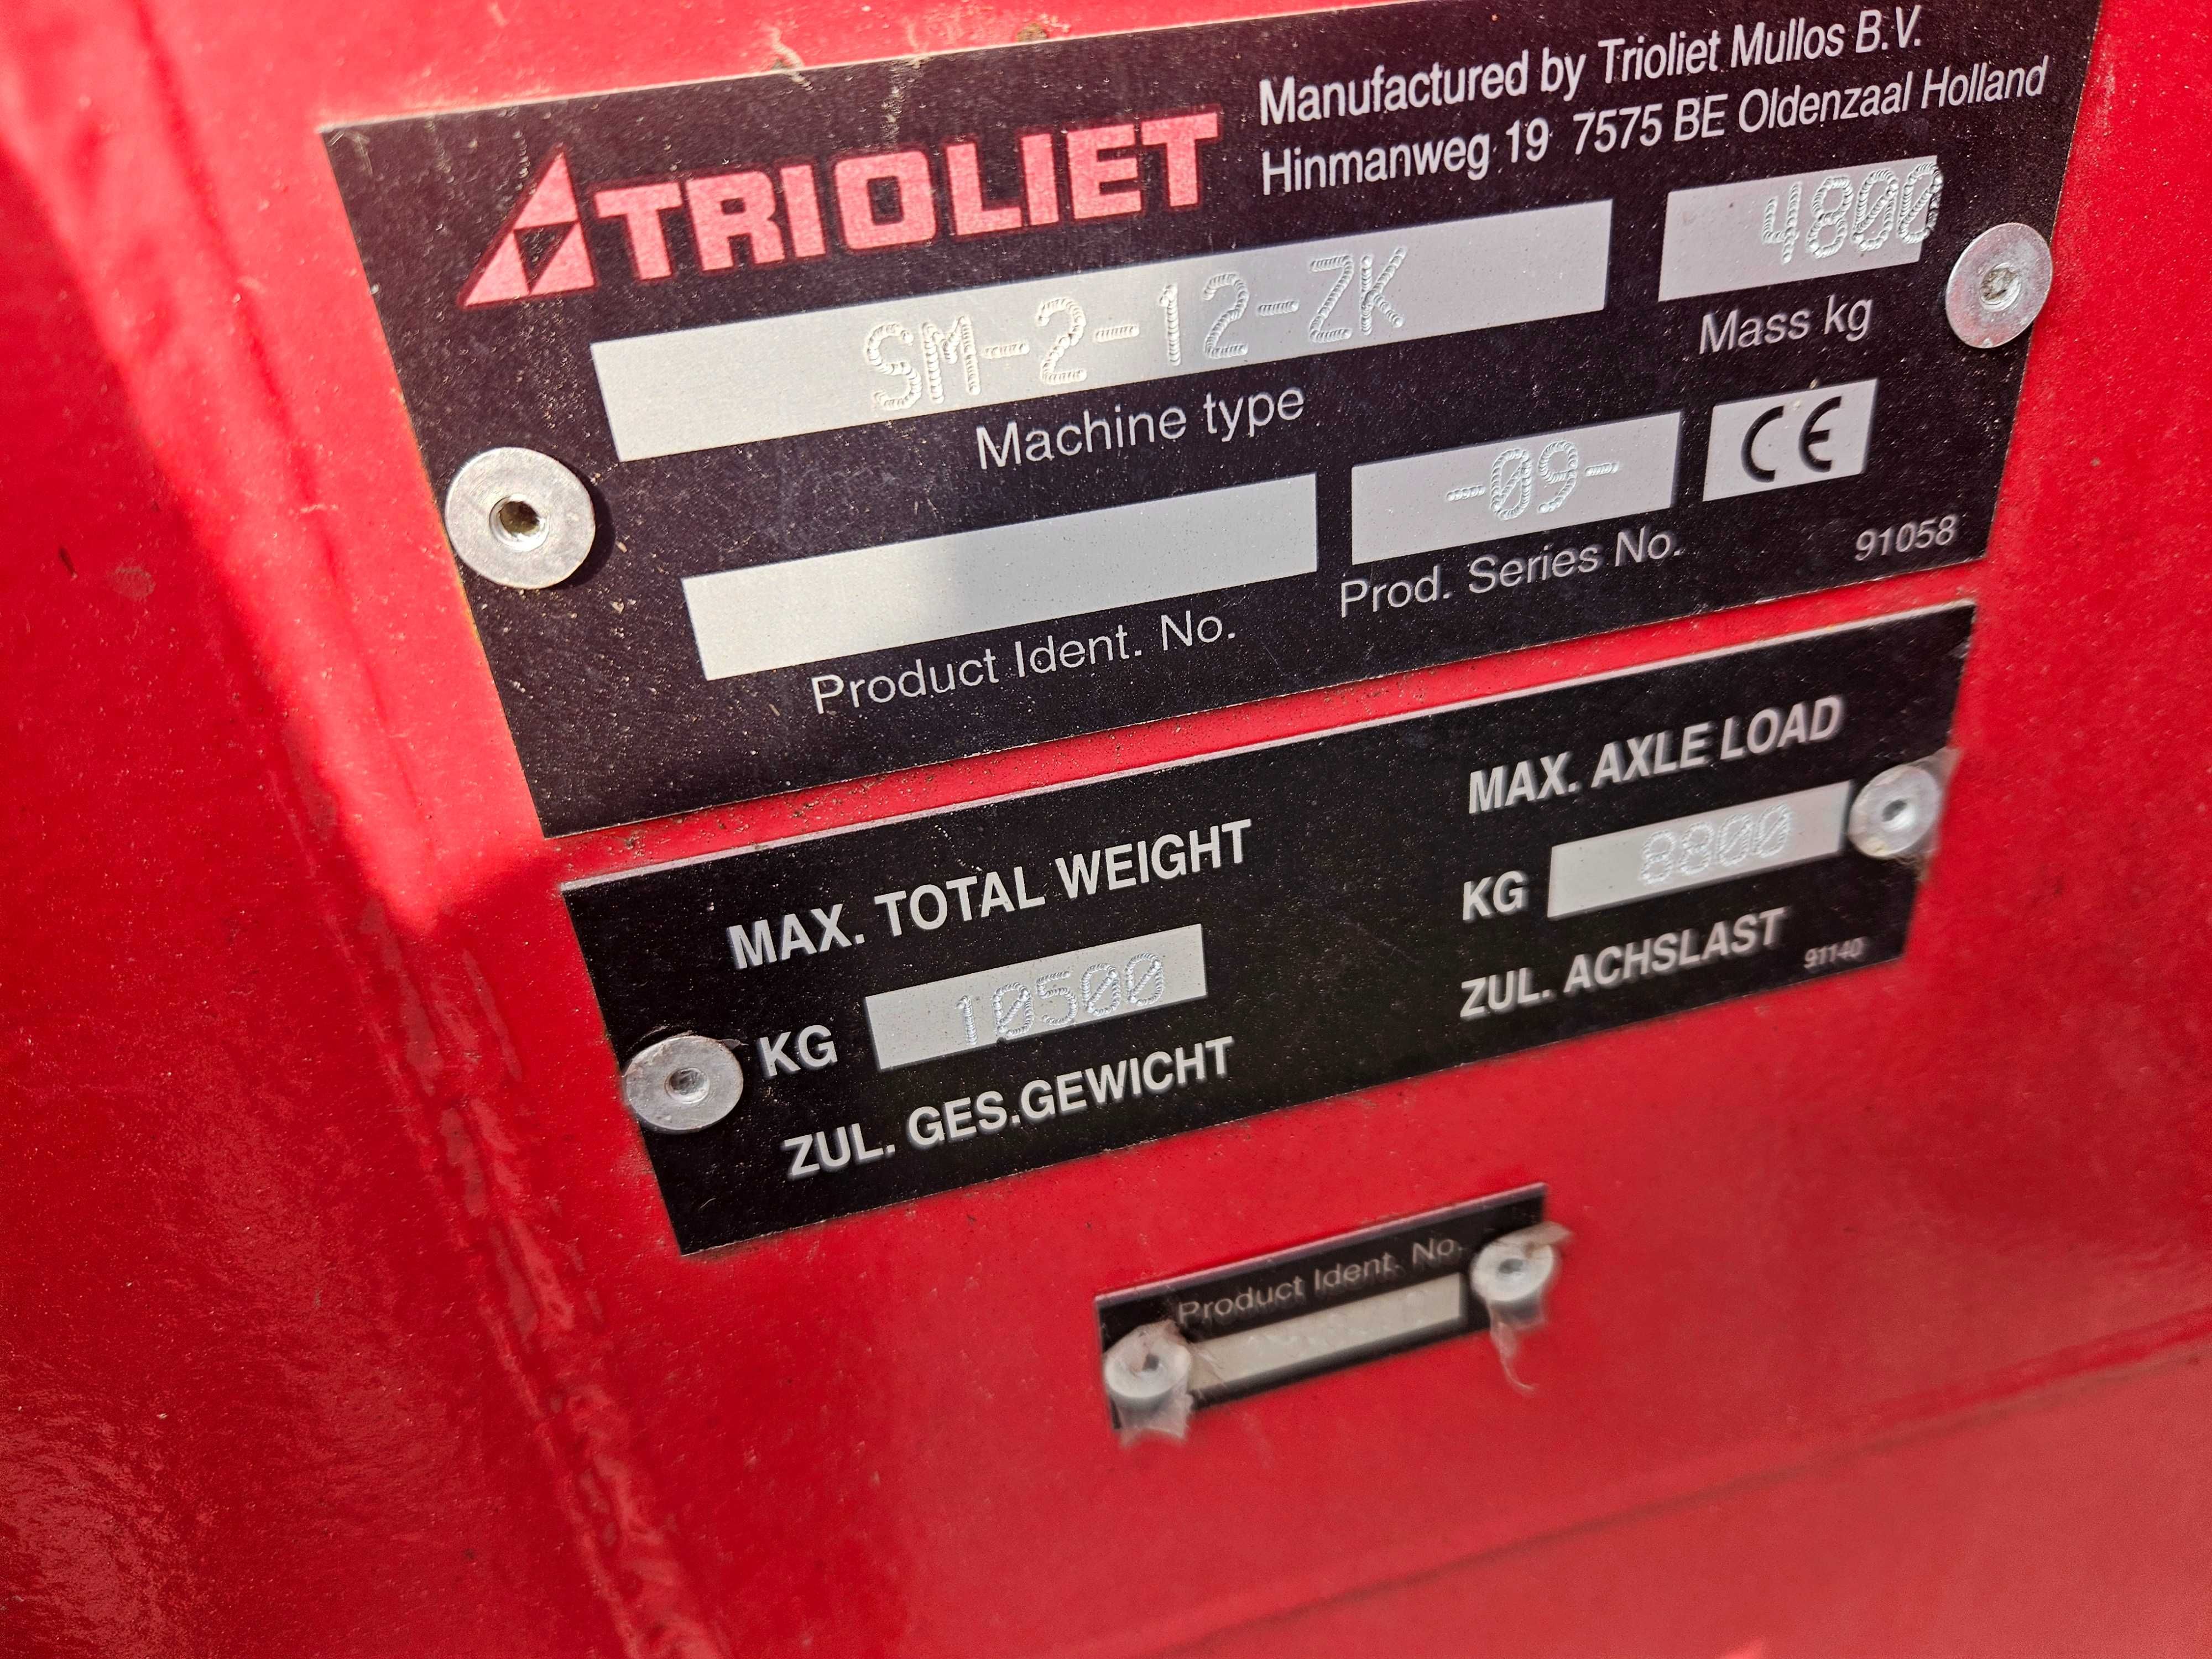 TRIOLIET
Manufactured by Trioliet Mullos B.V.
Hinmanweg 19 7575 BE Oldenzaal Holland
SM-2-12-ZK
Machine type
4800
Mass kg
Product Ident. No.
-09-
Prod. Series No.
CE
91058
MAX. TOTAL WEIGHT
KG 10500
ZUL. GES.GEWICHT
MAX. AXLE LOAD
KG 8800
ZUL. ACHSLAST
91140
Product Ident. No.